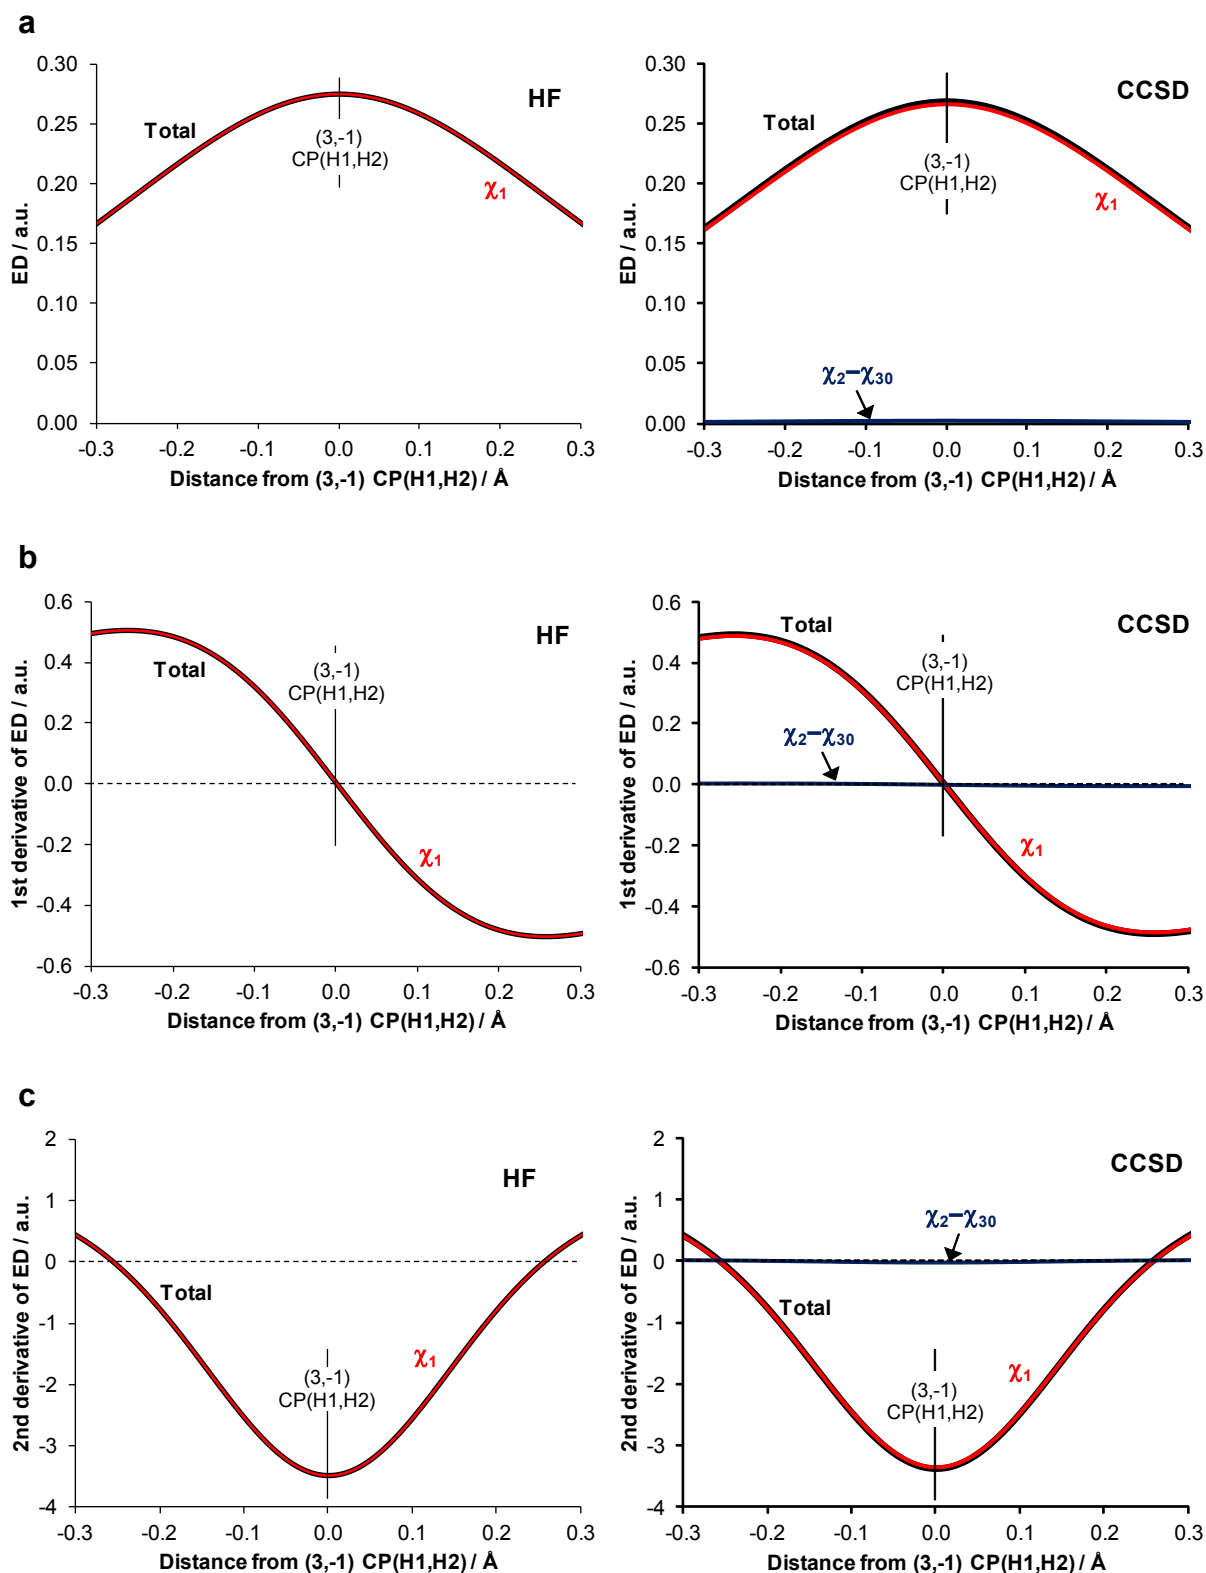 a
HF
0.30
0.25
0.20
0.15
0.10
0.05
0.00
ED / a.u.
Total
(3,-1)
CP(H1,H2)
χ1
-0.3 -0.2 -0.1 0.0 0.1 0.2 0.3
Distance from (3,-1) CP(H1,H2) / Å
CCSD
0.30
0.25
0.20
0.15
0.10
0.05
0.00
ED / a.u.
Total
(3,-1)
CP(H1,H2)
χ1
χ2–χ30
-0.3 -0.2 -0.1 0.0 0.1 0.2 0.3
Distance from (3,-1) CP(H1,H2) / Å
b
HF
0.6
0.4
0.2
0.0
-0.2
-0.4
-0.6
1st derivative of ED / a.u.
Total
(3,-1)
CP(H1,H2)
χ1
-0.3 -0.2 -0.1 0.0 0.1 0.2 0.3
Distance from (3,-1) CP(H1,H2) / Å
CCSD
0.6
0.4
0.2
0.0
-0.2
-0.4
-0.6
1st derivative of ED / a.u.
Total
(3,-1)
CP(H1,H2)
χ2–χ30
χ1
-0.3 -0.2 -0.1 0.0 0.1 0.2 0.3
Distance from (3,-1) CP(H1,H2) / Å
c
HF
2
1
0
-1
-2
-3
-4
2nd derivative of ED / a.u.
Total
χ1
(3,-1)
CP(H1,H2)
-0.3 -0.2 -0.1 0.0 0.1 0.2 0.3
Distance from (3,-1) CP(H1,H2) / Å
CCSD
2
1
0
-1
-2
-3
-4
2nd derivative of ED / a.u.
χ2–χ30
Total
χ1
(3,-1)
CP(H1,H2)
-0.3 -0.2 -0.1 0.0 0.1 0.2 0.3
Distance from (3,-1) CP(H1,H2) / Å